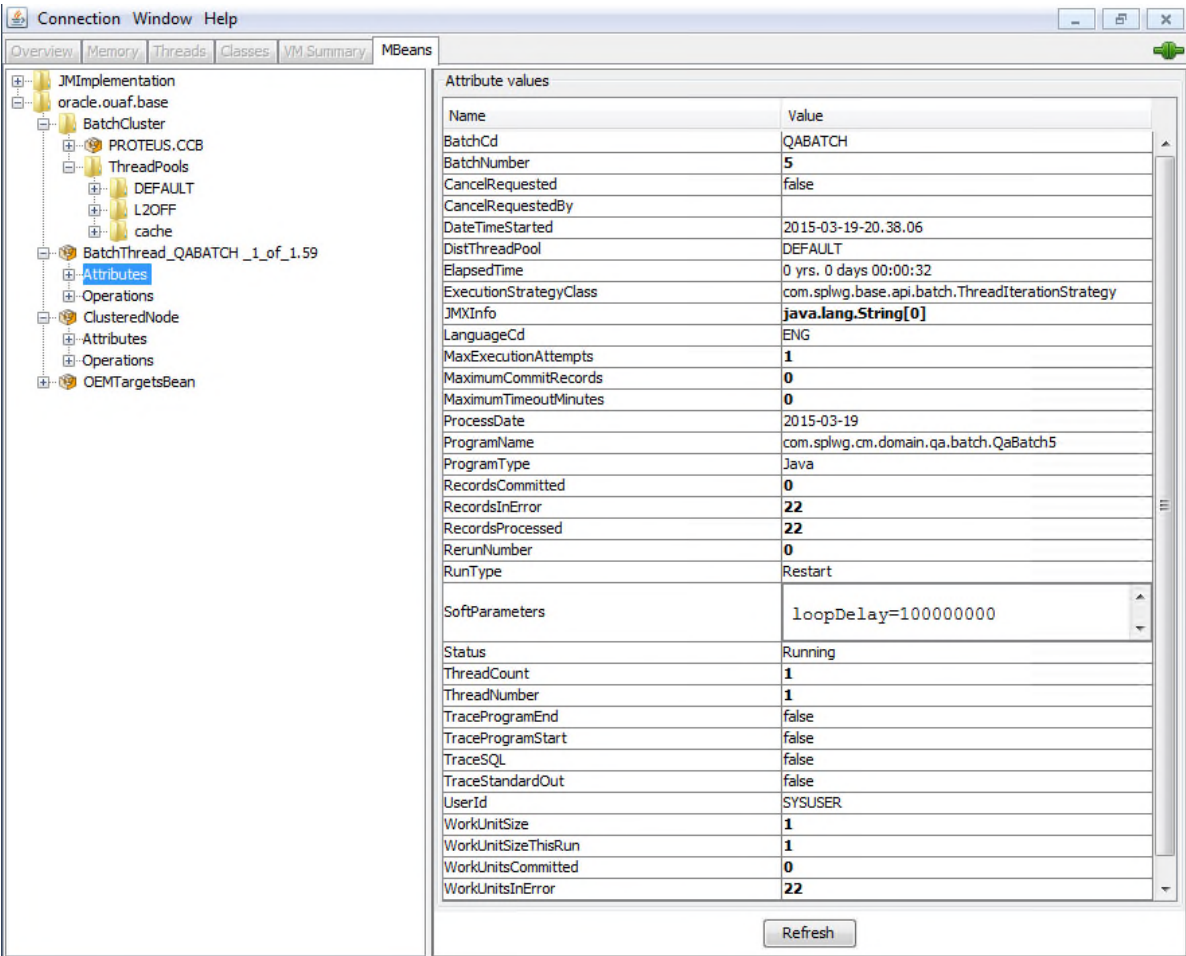 Connection Window Help
Overview Memory Threads Classes VM Summary MBeans
JMImplementation
oracle.ouaf.base
BatchCluster
PROTEUS.CCB
ThreadPools
DEFAULT
L2OFF
cache
BatchThread_QABATCH _1_of_1.59
Attributes
Operations
ClusteredNode
Attributes
Operations
OEMTargetsBean
Attribute values
Name Value
BatchCd QABATCH
BatchNumber 5
CancelRequested false
CancelRequestedBy
DateTimeStarted 2015-03-19-20.38.06
DistThreadPool DEFAULT
ElapsedTime 0 yrs. 0 days 00:00:32
ExecutionStrategyClass com.splwg.base.api.batch.ThreadIterationStrategy
JMXInfo java.lang.String[0]
LanguageCd ENG
MaxExecutionAttempts 1
MaximumCommitRecords 0
MaximumTimeoutMinutes 0
ProcessDate 2015-03-19
ProgramName com.splwg.cm.domain.qa.batch.QaBatch5
ProgramType Java
RecordsCommitted 0
RecordsInError 22
RecordsProcessed 22
RerunNumber 0
RunType Restart
SoftParameters loopDelay=100000000
Status Running
ThreadCount 1
ThreadNumber 1
TraceProgramEnd false
TraceProgramStart false
TraceSQL false
TraceStandardOut false
UserId SYSUSER
WorkUnitSize 1
WorkUnitSizeThisRun 1
WorkUnitsCommitted 0
WorkUnitsInError 22
Refresh